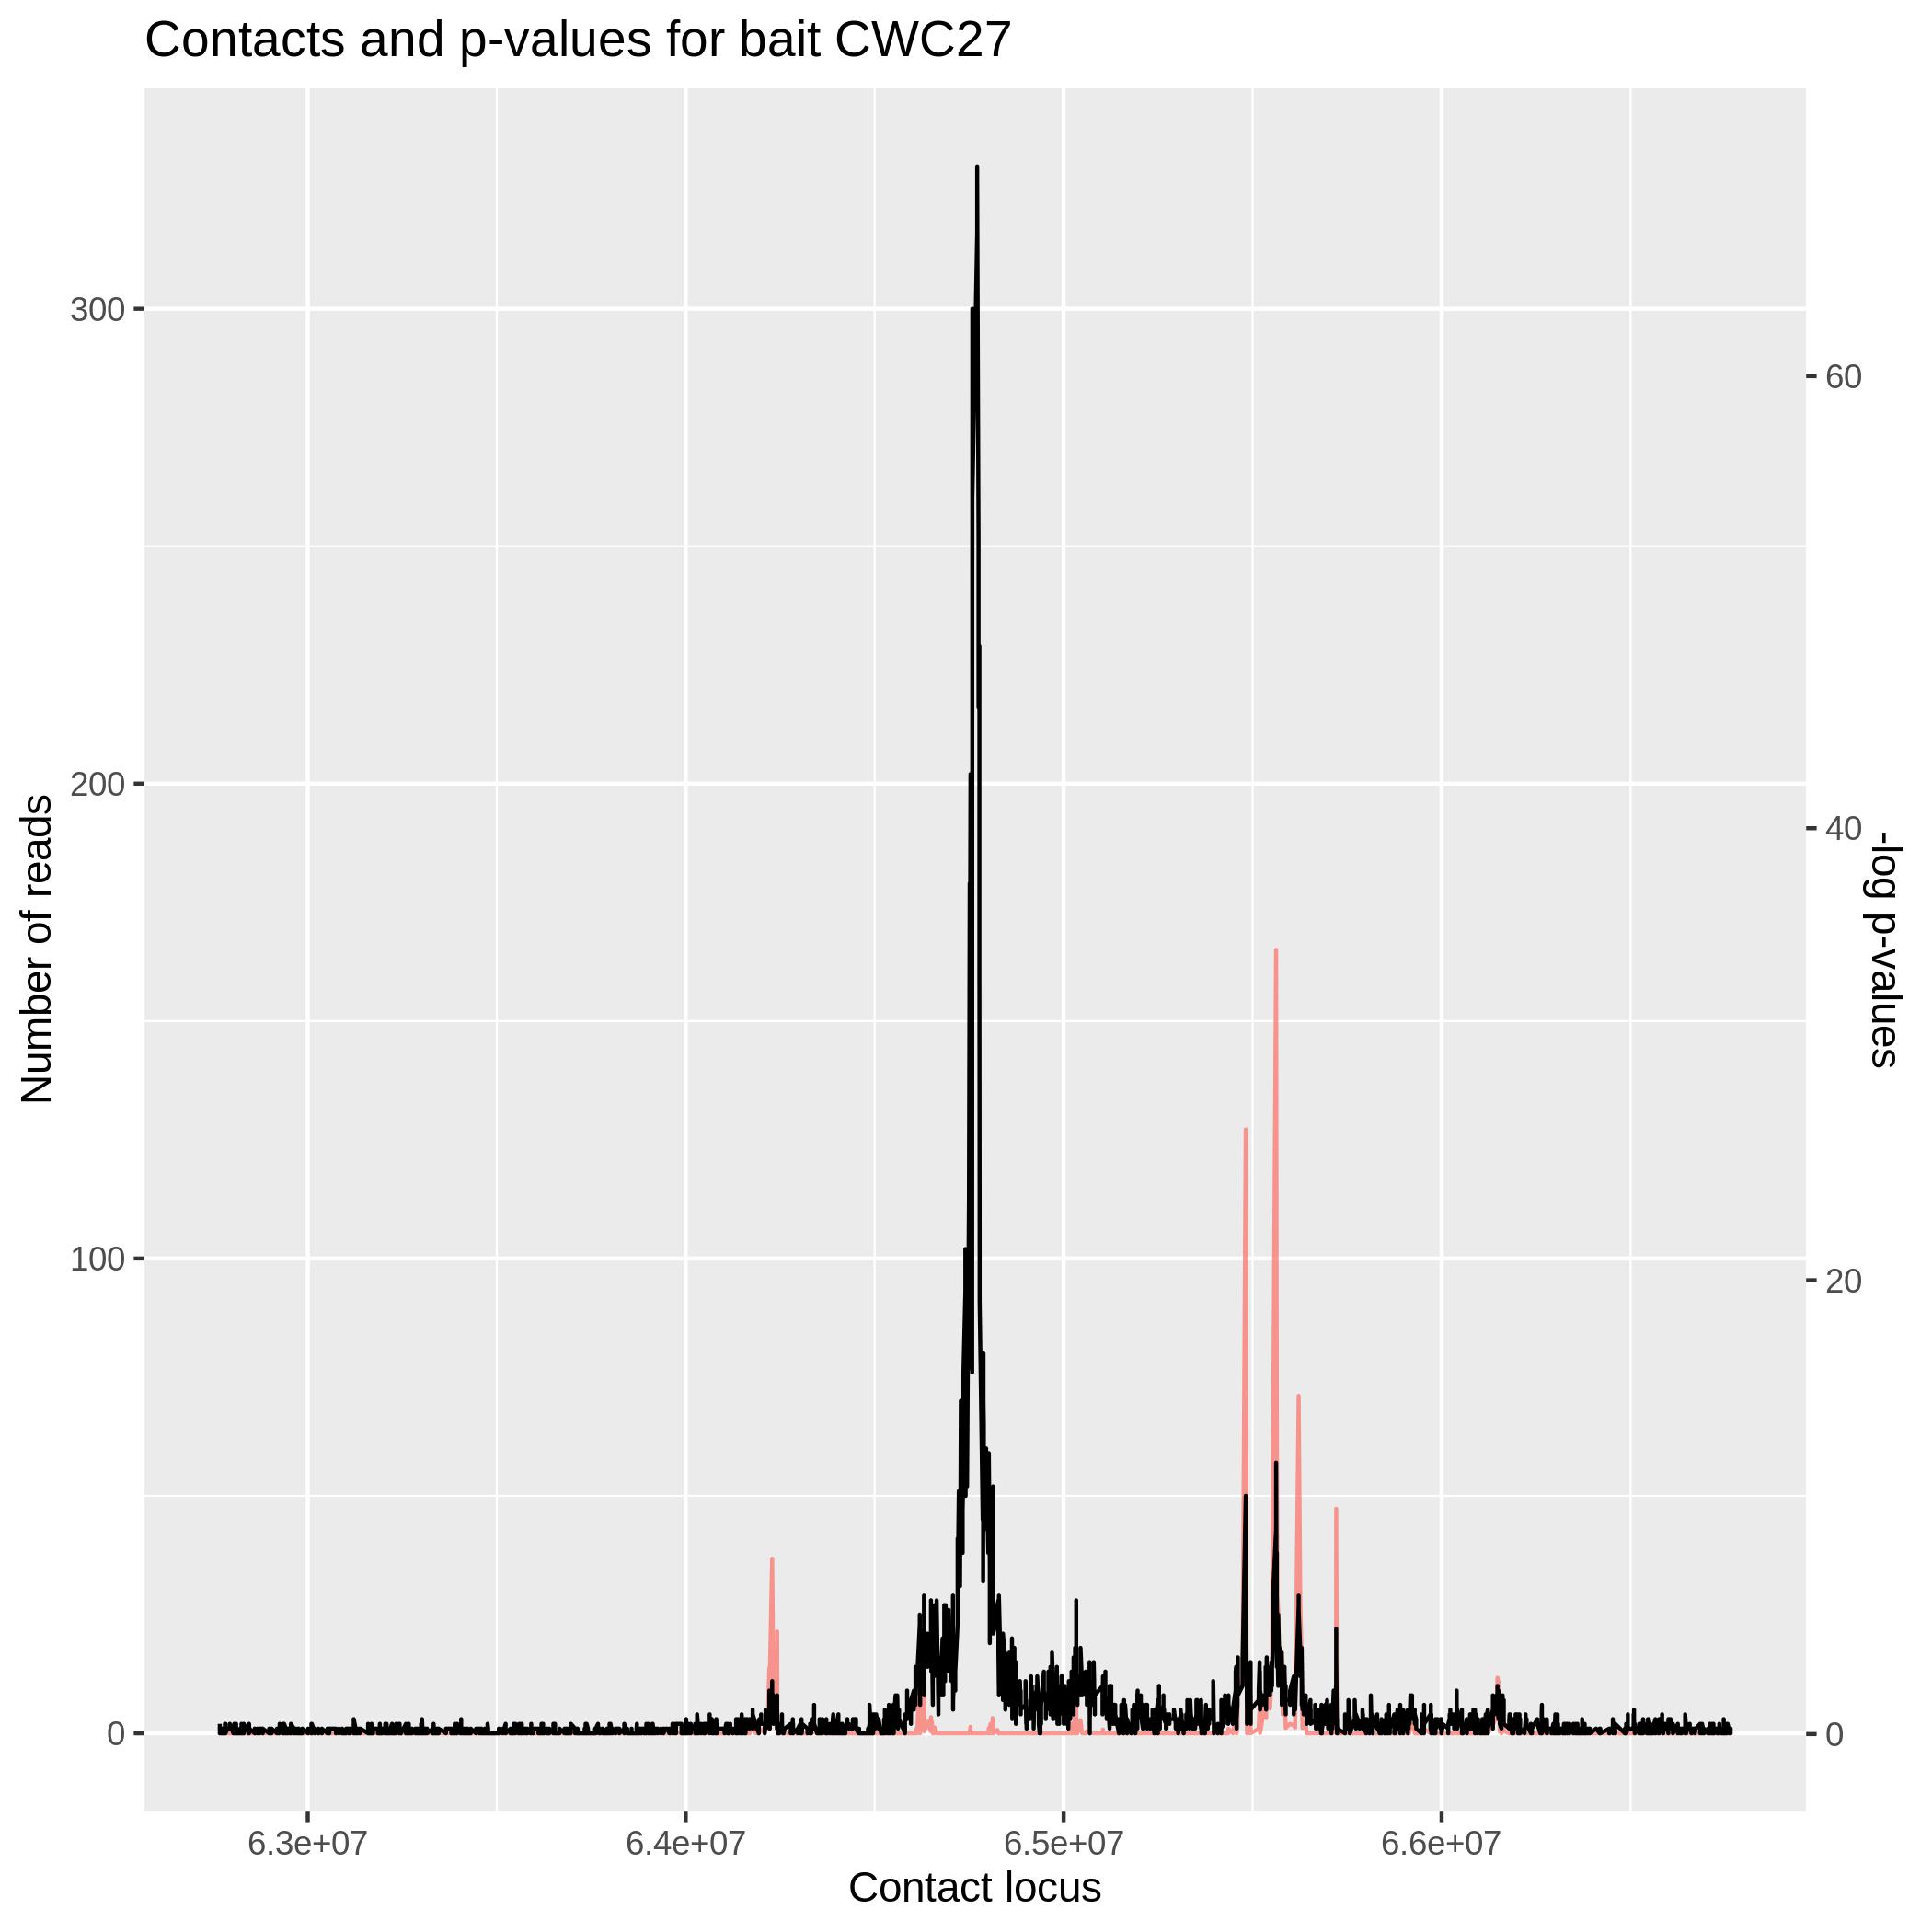 Contacts and p-values for bait CWC27
Number of reads
300
200
100
0
60
40
20
0
-log p-values
6.3e+07
6.4e+07
6.5e+07
6.6e+07
Contact locus